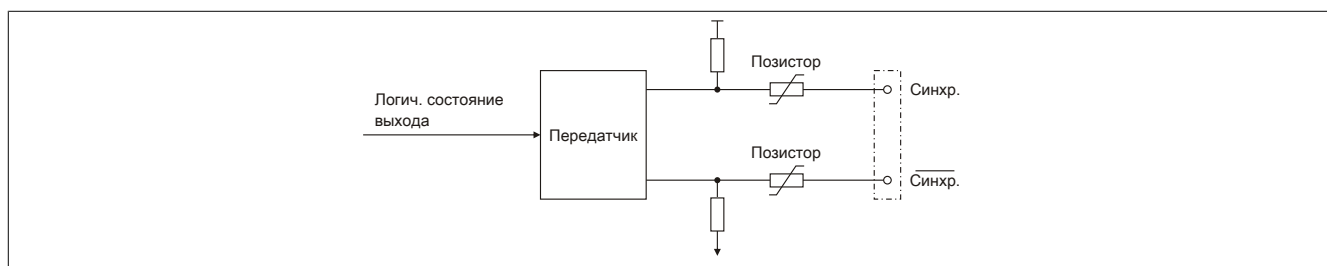 Позистор
Синхр.
Логич. состояние
выхода
Передатчик
Позистор
Синхр.